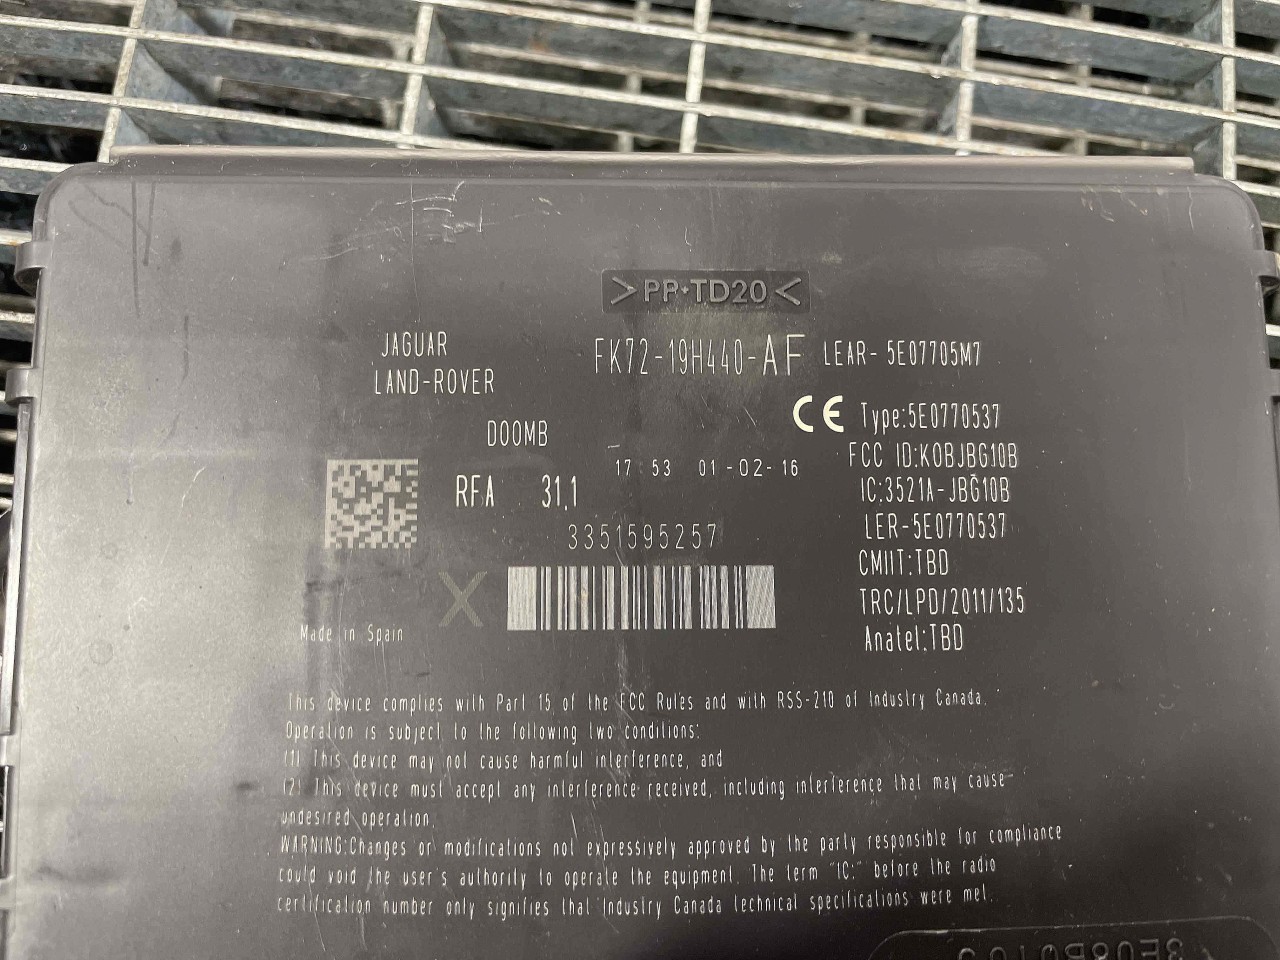 >PP-TD20<
JAGUAR
LAND-ROVER
FK72-19H440-AF
LEAR- 5E07705M7
CE
Type:5E0770537
D00MB
17:53 01-02-16
FCC ID:K0BJBG10B
RFA 31.1
IC:3521A-JBG10B
3351595257
LER-5E0770537
CMIIT:TBD
X
TRC/LPD/2011/135
Made in Spain
Anatel:TBD
This device complies with Part 15 of the FCC Rules and with RSS-210 of Industry Canada.
Operation is subject to the following two conditions:
(1) This device may not cause harmful interference, and
(2) This device must accept any interference received, including interference that may cause
undesired operation.
WARNING:Changes or modifications not expressively approved by the party responsible for compliance
could void the user's authority to operate the equipment. The term "IC:" before the radio
certification number only signifies that Industry Canada technical specifications were met.